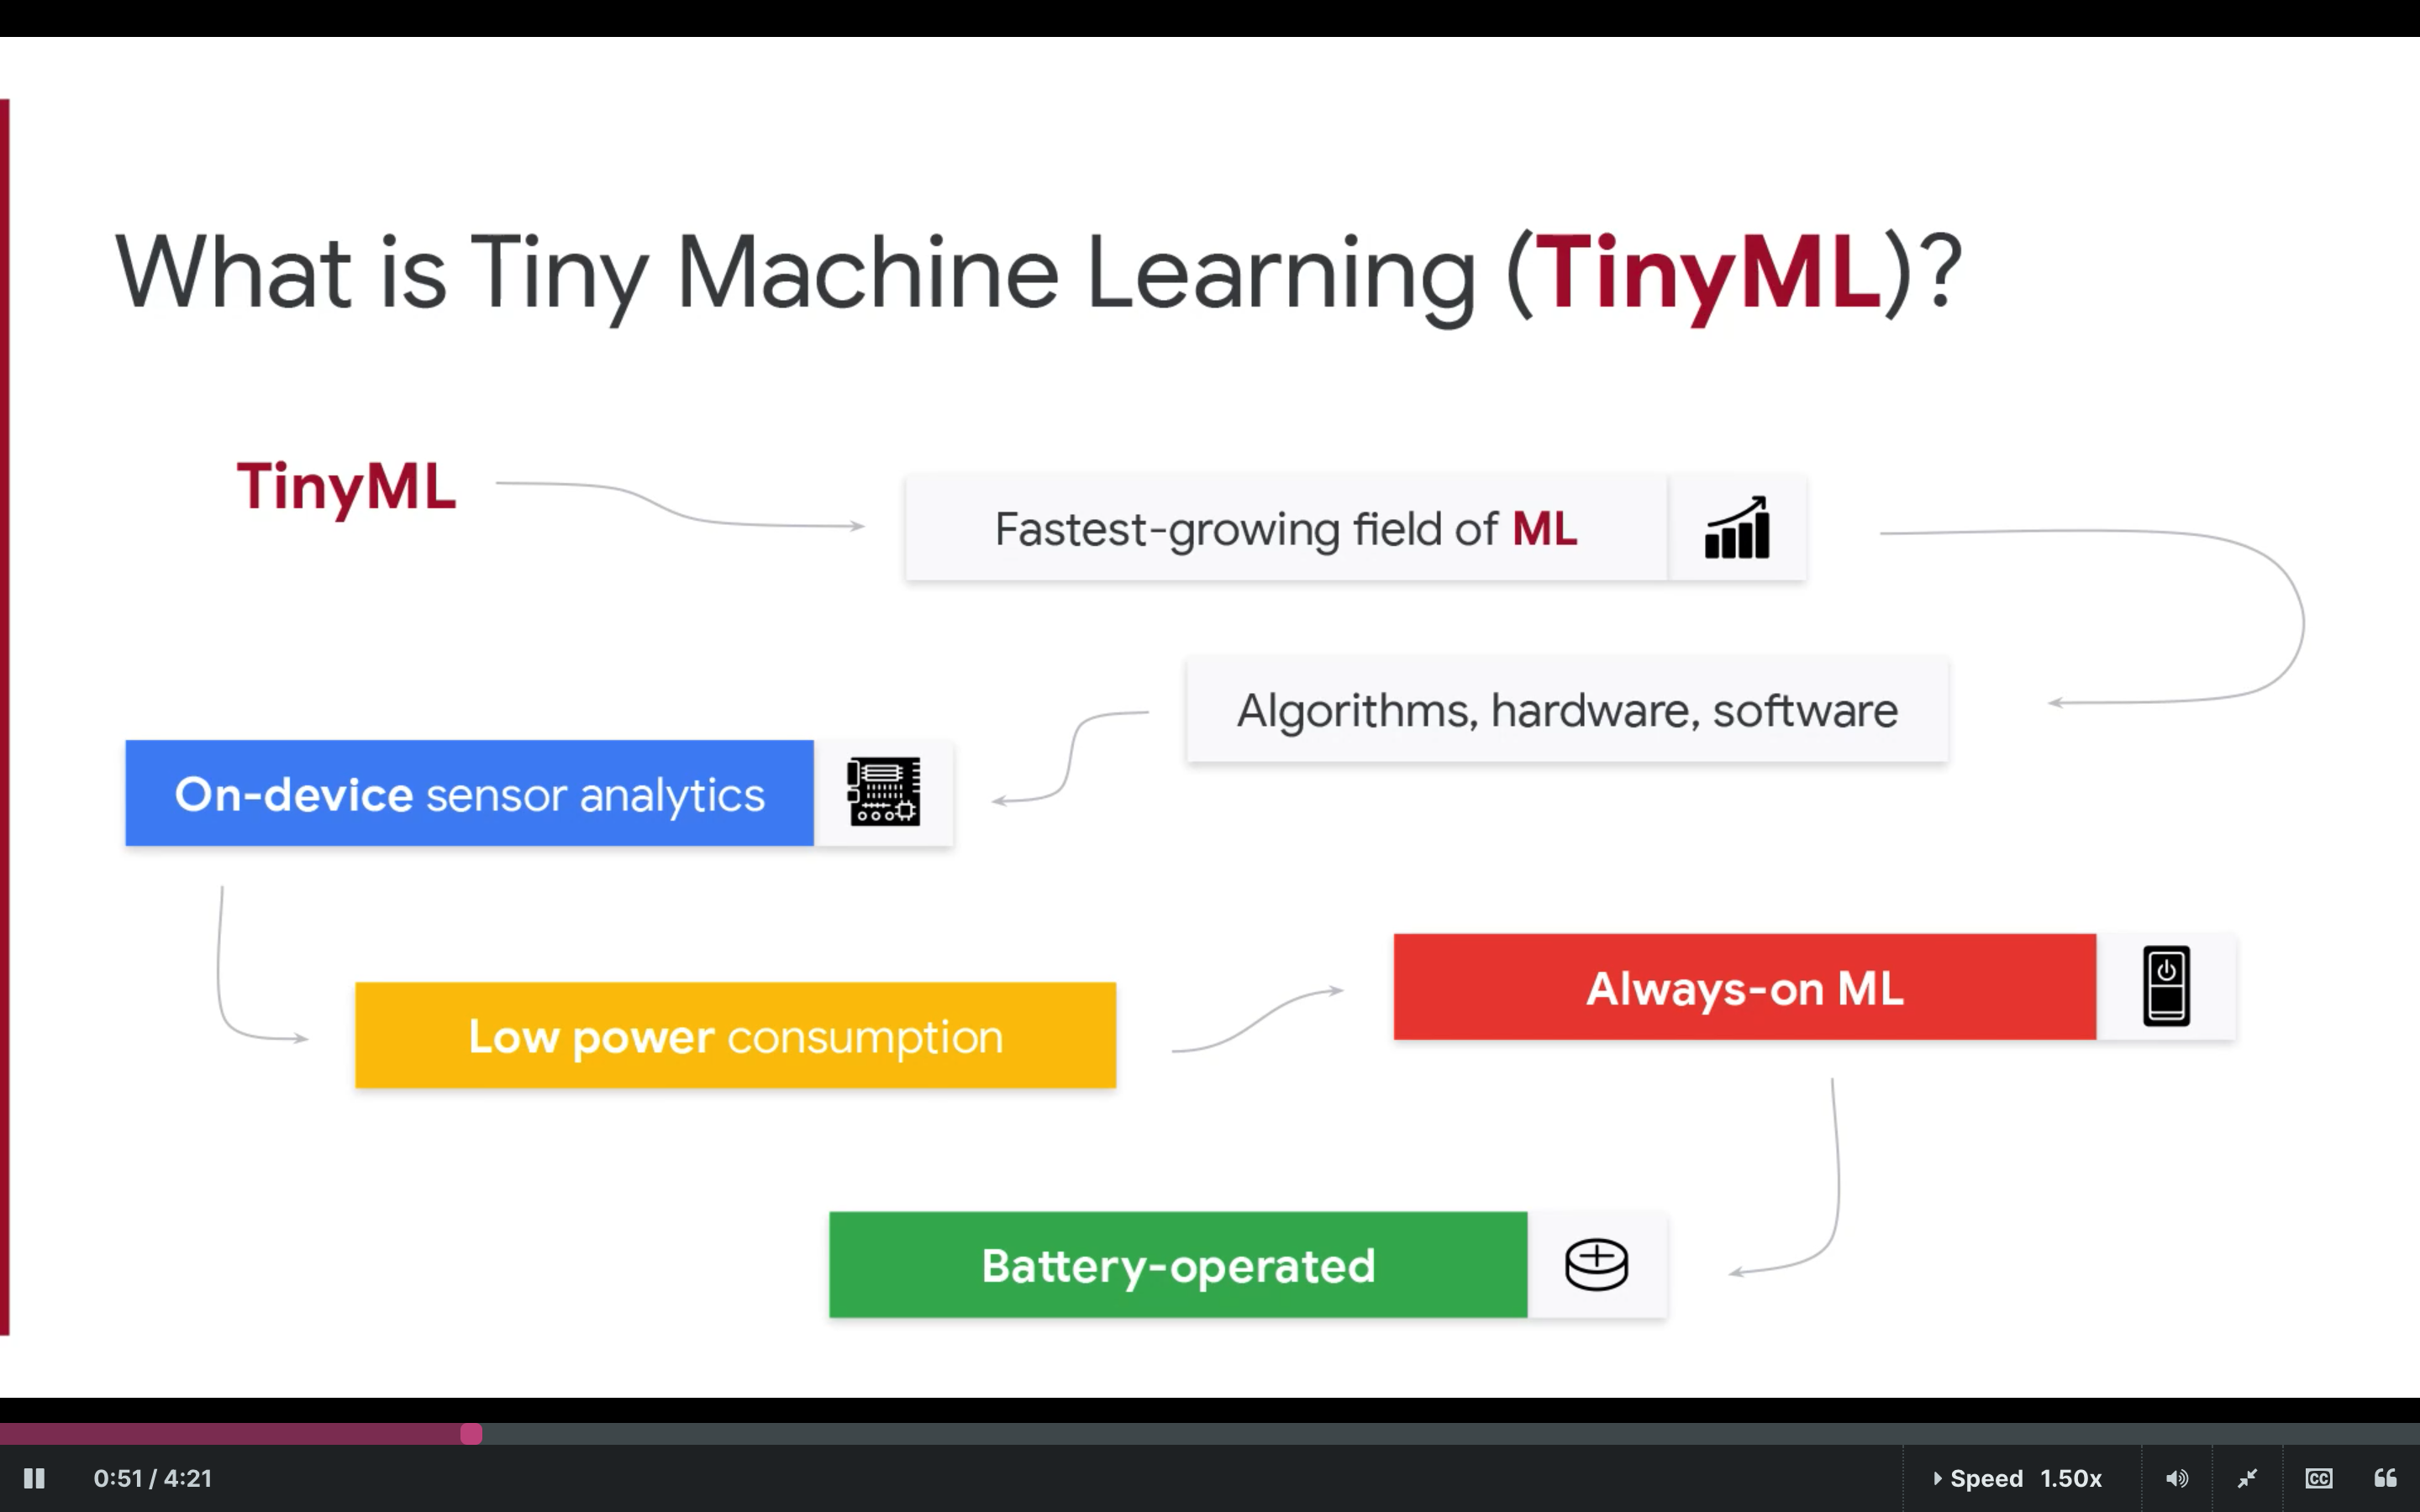 What is Tiny Machine Learning (TinyML)?
TinyML
Fastest-growing field of ML
Algorithms, hardware, software
On-device sensor analytics
Low power consumption
Always-on ML
Battery-operated
0:51 / 4:21
Speed 1.50x
CC